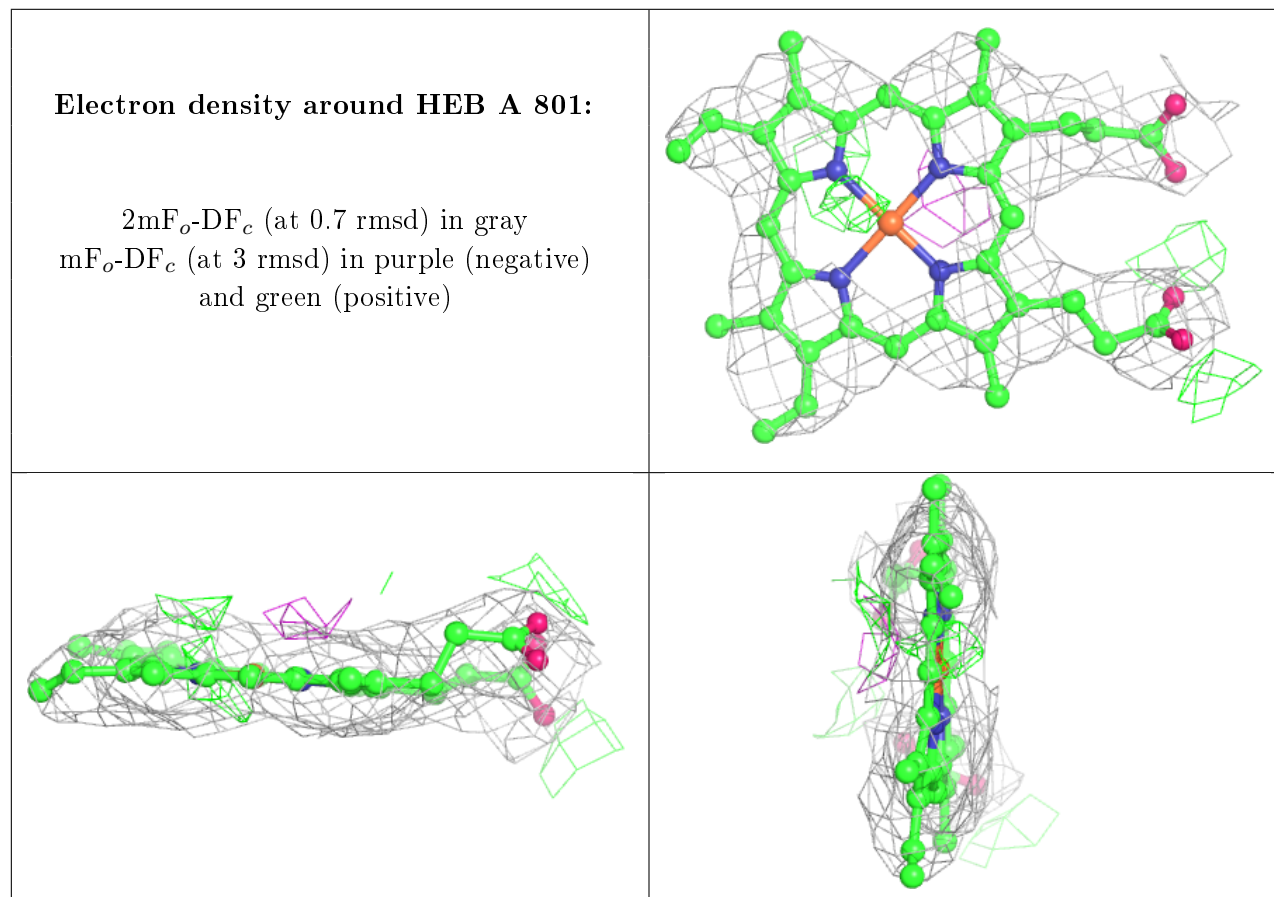 Electron density around HEB A 801:
2mFₒ-DF𝑐 (at 0.7 rmsd) in gray
mFₒ-DF𝑐 (at 3 rmsd) in purple (negative)
and green (positive)